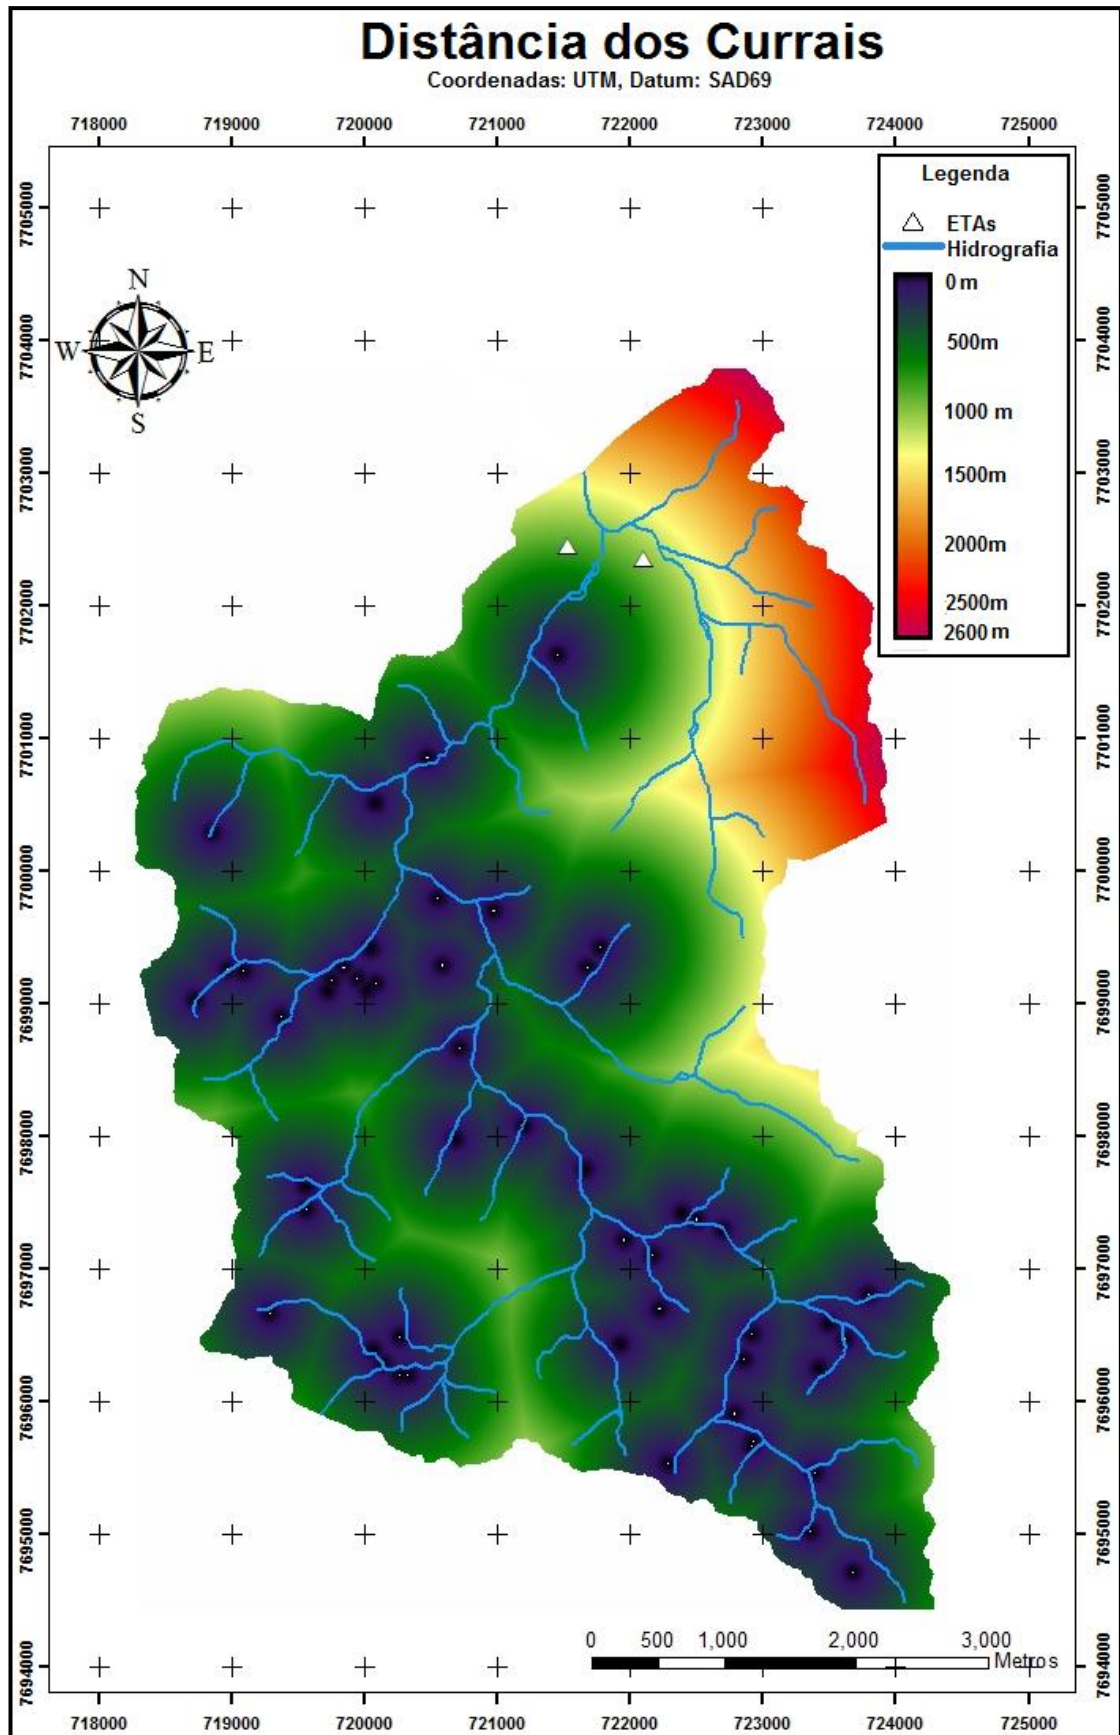 Distância dos Currais
Coordenadas: UTM, Datum: SAD69
718000 719000 720000 721000 722000 723000 724000 725000
Legenda
ETAs
Hidrografia
0 m
500m
1000 m
1500m
2000m
2500m
2600 m
N
W E
S
7705000 7705000
7704000 7704000
7703000 7703000
7702000 7702000
7701000 7701000
7700000 7700000
7699000 7699000
7698000 7698000
7697000 7697000
7696000 7696000
7695000 7695000
7694000 7694000
0 500 1,000 2,000 3,000
Metros
718000 719000 720000 721000 722000 723000 724000 725000